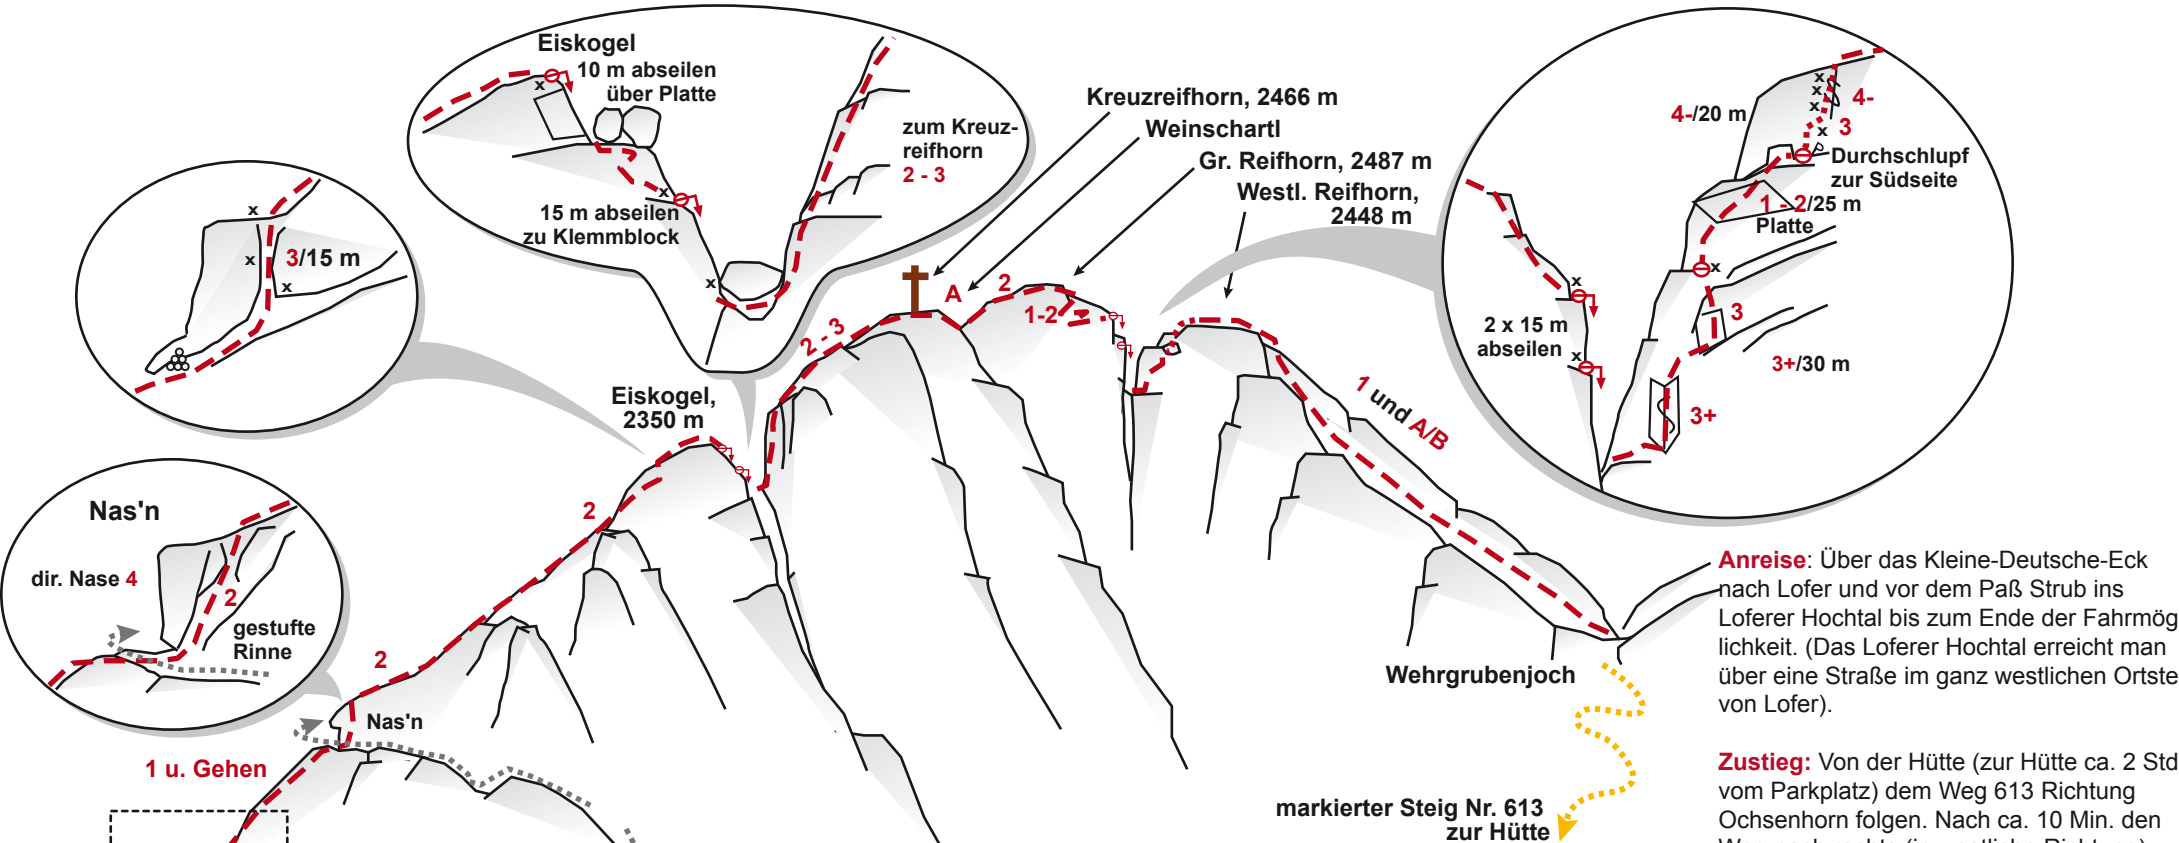 Eiskogel
10 m abseilen
über Platte
zum Kreuz-
reifhorn
2 - 3
15 m abseilen
zu Klemmblock
x
x
x
x
3/15 m
x
x
Kreuzreifhorn, 2466 m
Weinschartl
Gr. Reifhorn, 2487 m
Westl. Reifhorn,
2448 m
x
x
x
4-
4-/20 m
x
3
Durchschlupf
zur Südseite
1 - 2/25 m
Platte
x
x
3
2 x 15 m
abseilen
x
3+/30 m
3+
A
2
1-2
2 - 3
Eiskogel,
2350 m
1 und A/B
2
Nas'n
dir. Nase 4
2
gestufte
Rinne
2
Nas'n
1 u. Gehen
Wehrgrubenjoch
markierter Steig Nr. 613
zur Hütte
Anreise: Über das Kleine-Deutsche-Eck
nach Lofer und vor dem Paß Strub ins
Loferer Hochtal bis zum Ende der Fahrmög
lichkeit. (Das Loferer Hochtal erreicht man
über eine Straße im ganz westlichen Ortste
von Lofer).
Zustieg: Von der Hütte (zur Hütte ca. 2 Std
vom Parkplatz) dem Weg 613 Richtung
Ochsenhorn folgen. Nach ca. 10 Min. den